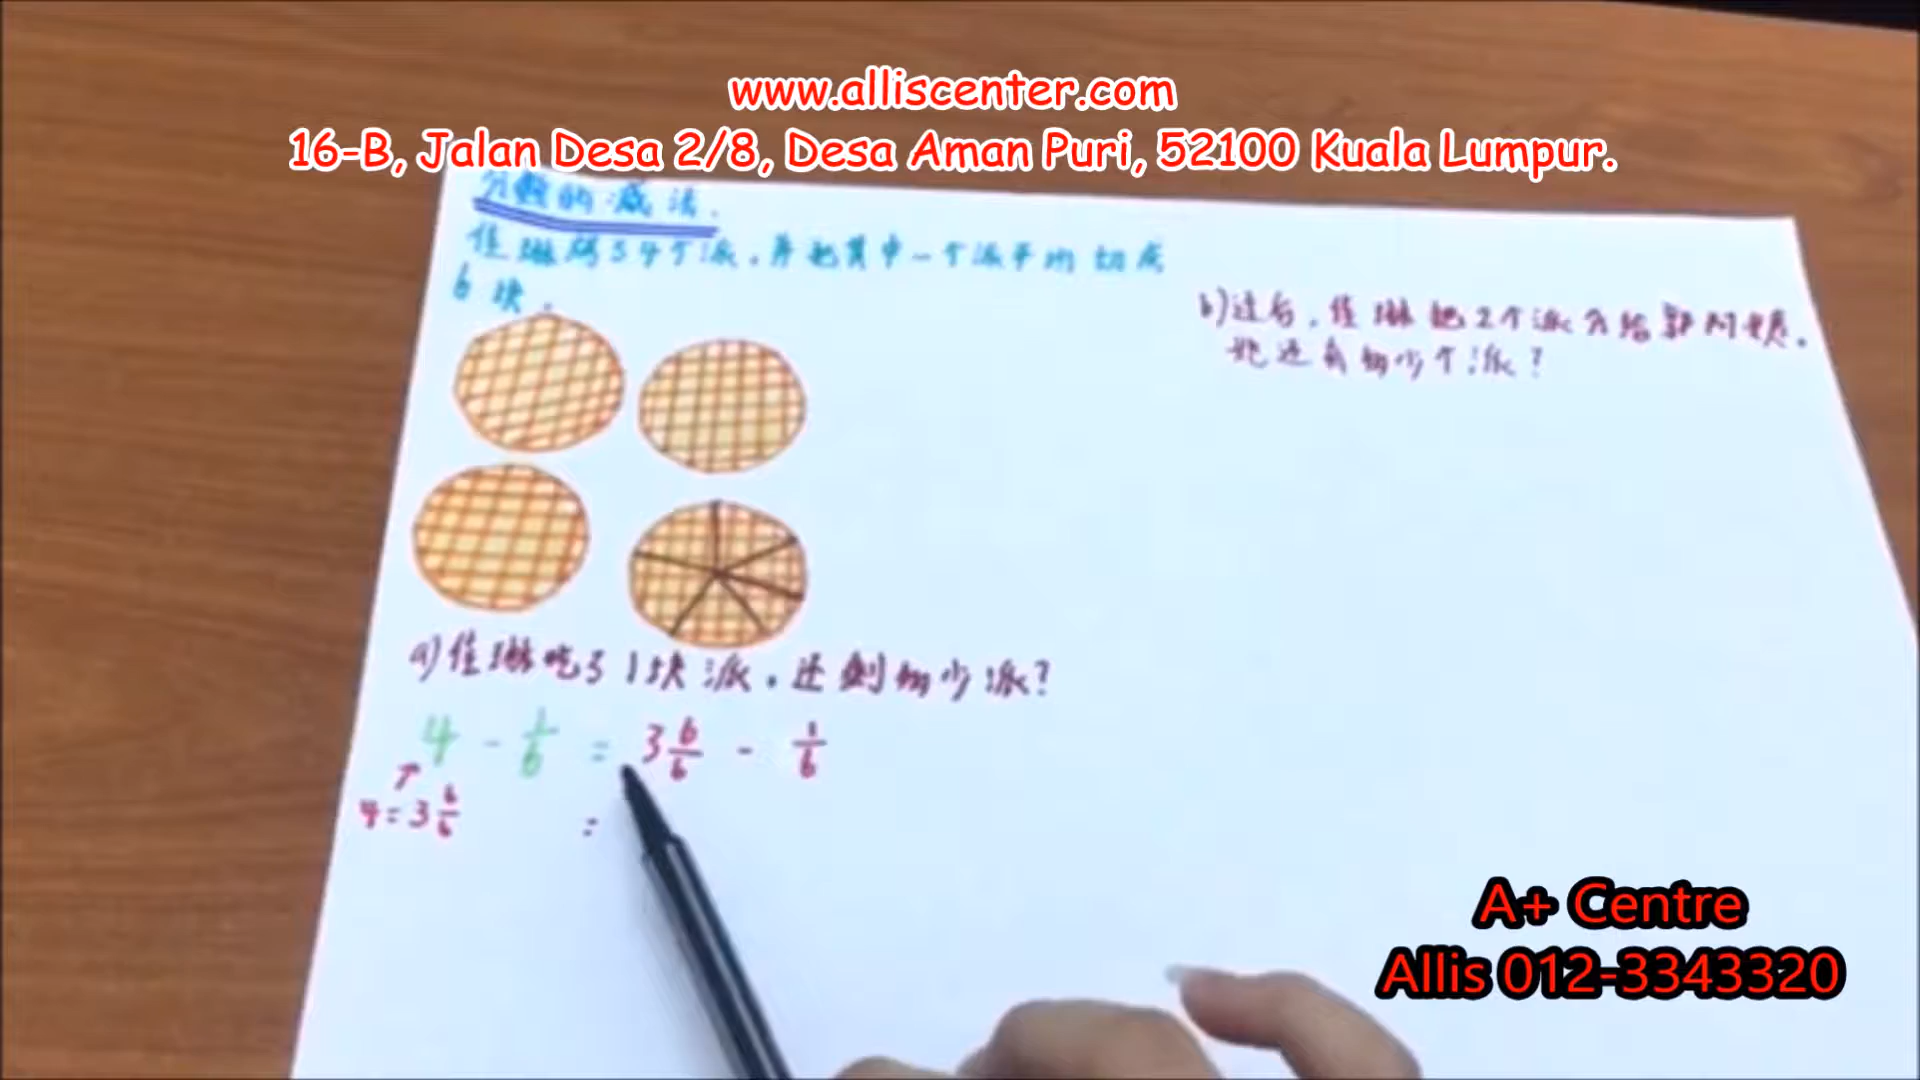 www.alliscenter.com
16-B, Jalan Desa 2/8, Desa Aman Puri, 52100 Kuala Lumpur.
分数的减法.
佳琳有4个派,并把其中一个派平均切成
6块.
a)佳琳吃了1块派.还剩多少派?
4 - 1/6 = 3 6/6 - 1/6
4 = 3 6/6
=
b)过后,佳琳把2个派分给
她还有多少个派?
A+ Centre
Allis 012-3343320